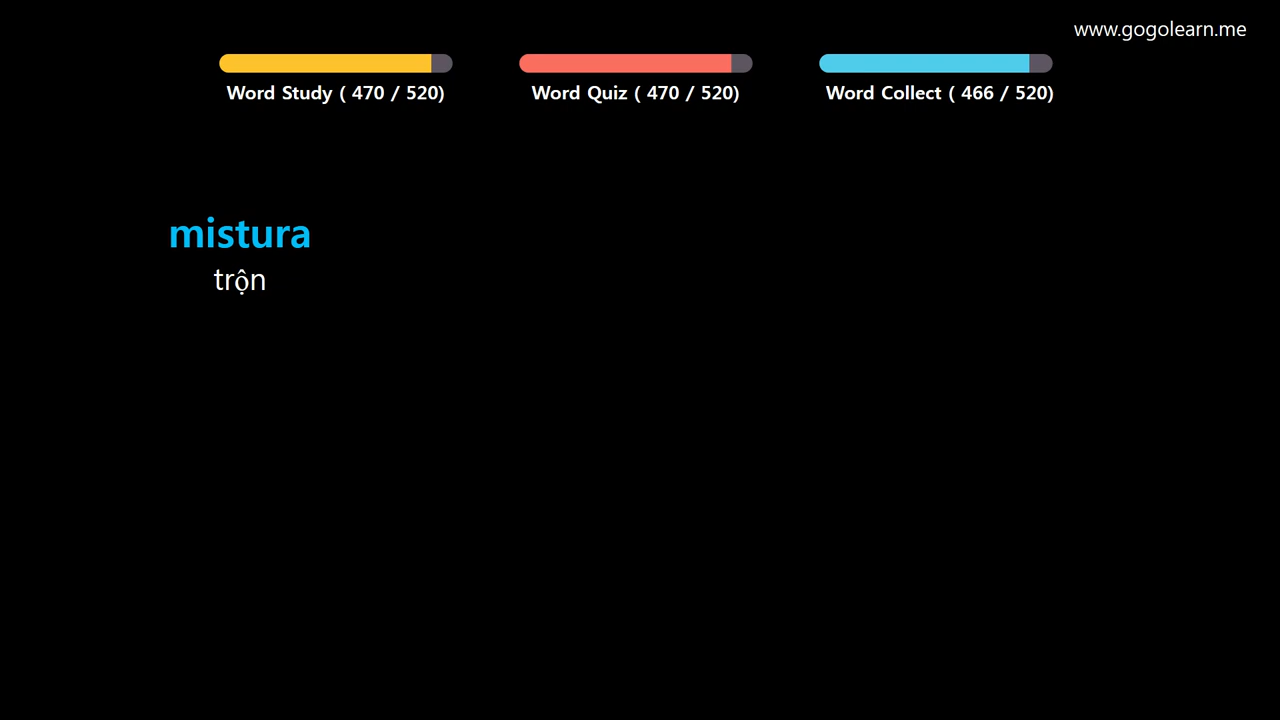 www.gogolearn.me
Word Study ( 470 / 520)
Word Quiz ( 470 / 520)
Word Collect ( 466 / 520)
mistura
trộn